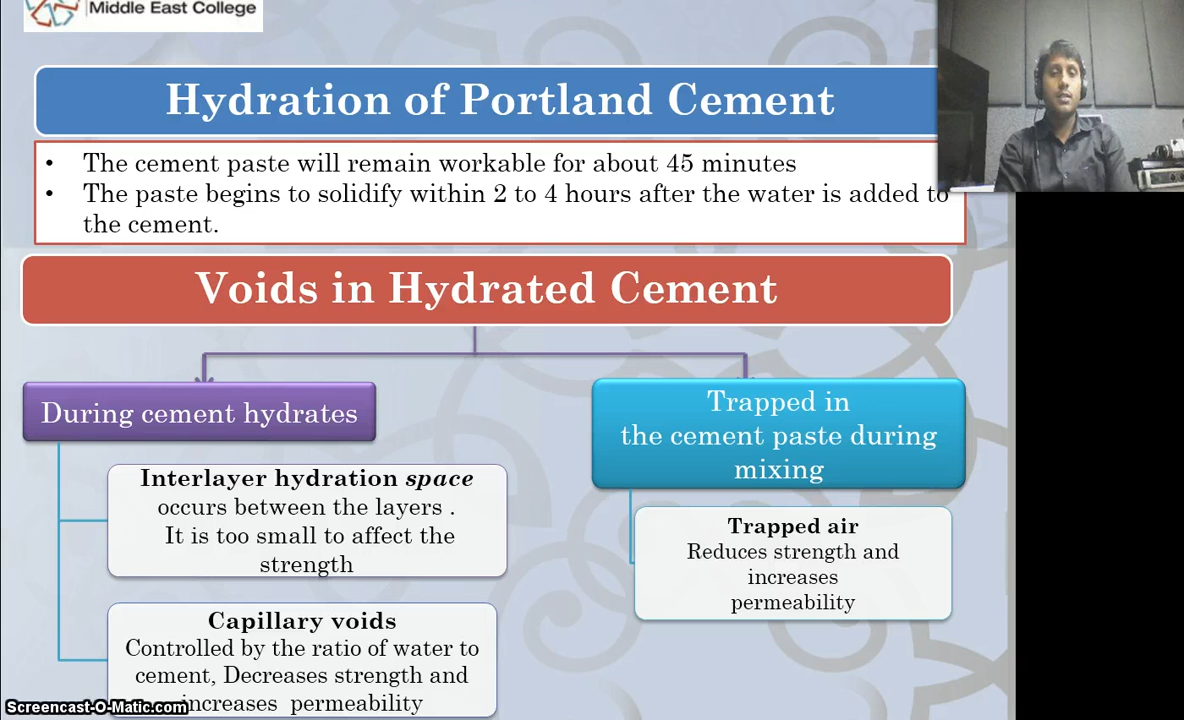 Middle East College
Hydration of Portland Cement
• The cement paste will remain workable for about 45 minutes
• The paste begins to solidify within 2 to 4 hours after the water is added to
the cement.
Voids in Hydrated Cement
During cement hydrates
Trapped in
the cement paste during
mixing
Interlayer hydration space
occurs between the layers .
It is too small to affect the
strength
Trapped air
Reduces strength and
increases
permeability
Capillary voids
Controlled by the ratio of water to
cement, Decreases strength and
increases permeability
Screencast-O-Matic.com